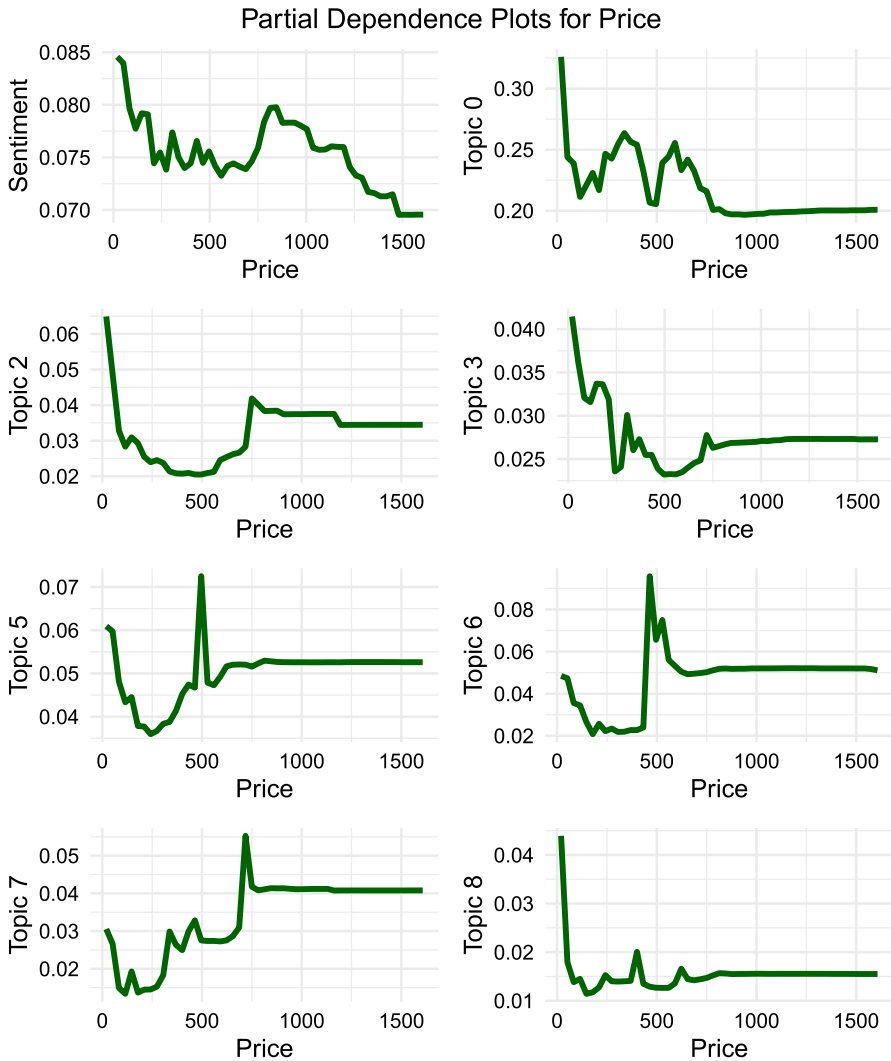 Partial Dependence Plots for Price
Sentiment
0.085
0.080
0.075
0.070
0 500 1000 1500
Price
Topic 0
0.30
0.25
0.20
0 500 1000 1500
Price
Topic 2
0.06
0.05
0.04
0.03
0.02
0 500 1000 1500
Price
Topic 3
0.040
0.035
0.030
0.025
0 500 1000 1500
Price
Topic 5
0.07
0.06
0.05
0.04
0 500 1000 1500
Price
Topic 6
0.08
0.06
0.04
0.02
0 500 1000 1500
Price
Topic 7
0.05
0.04
0.03
0.02
0 500 1000 1500
Price
Topic 8
0.04
0.03
0.02
0.01
0 500 1000 1500
Price